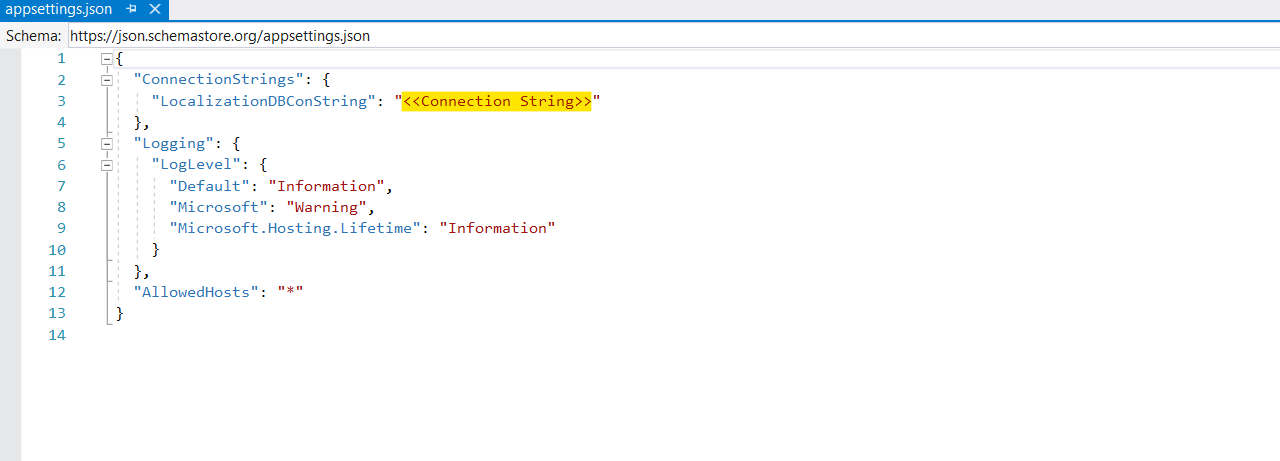 appsettings.json
Schema: https://json.schemastore.org/appsettings.json
1 {
2 "ConnectionStrings": {
3 "LocalizationDBConString": "<<Connection String>>"
4 },
5 "Logging": {
6 "LogLevel": {
7 "Default": "Information",
8 "Microsoft": "Warning",
9 "Microsoft.Hosting.Lifetime": "Information"
10 }
11 },
12 "AllowedHosts": "*"
13 }
14